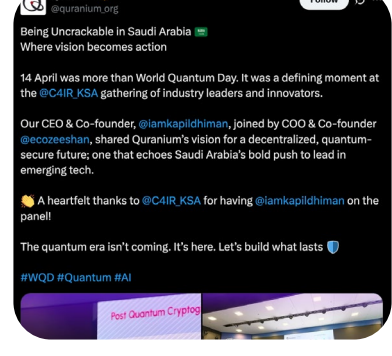 @quranium_org
Follow
Being Uncrackable in Saudi Arabia 🇸🇦
Where vision becomes action
14 April was more than World Quantum Day. It was a defining moment at
the @C4IR_KSA gathering of industry leaders and innovators.
Our CEO & Co-founder, @iamkapildhiman, joined by COO & Co-founder
@ecozeeshan, shared Quranium's vision for a decentralized, quantum-
secure future; one that echoes Saudi Arabia's bold push to lead in
emerging tech.
👏 A heartfelt thanks to @C4IR_KSA for having @iamkapildhiman on the
panel!
The quantum era isn't coming. It's here. Let's build what lasts 🛡️
#WQD #Quantum #AI
Post Quantum Cryptog